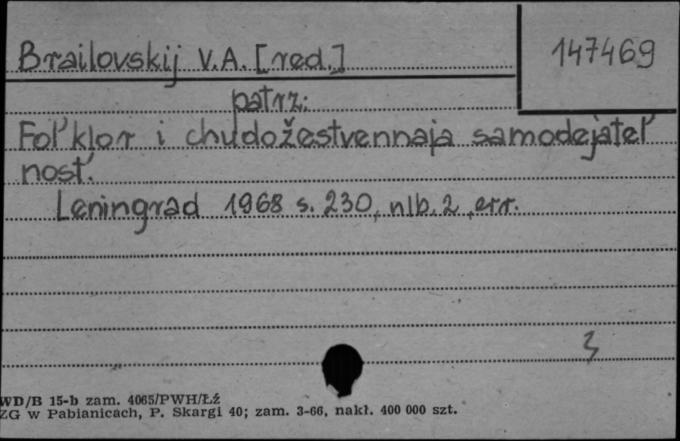 Brailovskij V.A. [red.]
147469
patrz:
Fol'klor i chudožestvennaja samodejatel'
nost'.
Leningrad 1968 s. 230, nlb. 2, err.
3
WD/B 15-b zam. 4065/PWH/Łź
ZG w Pabianicach, P. Skargi 40; zam. 3-66, nakł. 400 000 szt.